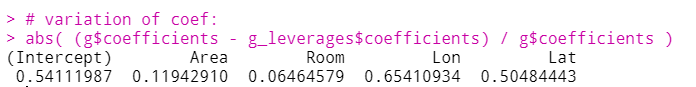 > # variation of coef:
> abs( (g$coefficients - g_leverages$coefficients) / g$coefficients )
(Intercept)        Area        Room         Lon         Lat
 0.54111987  0.11942910  0.06464579  0.65410934  0.50484443